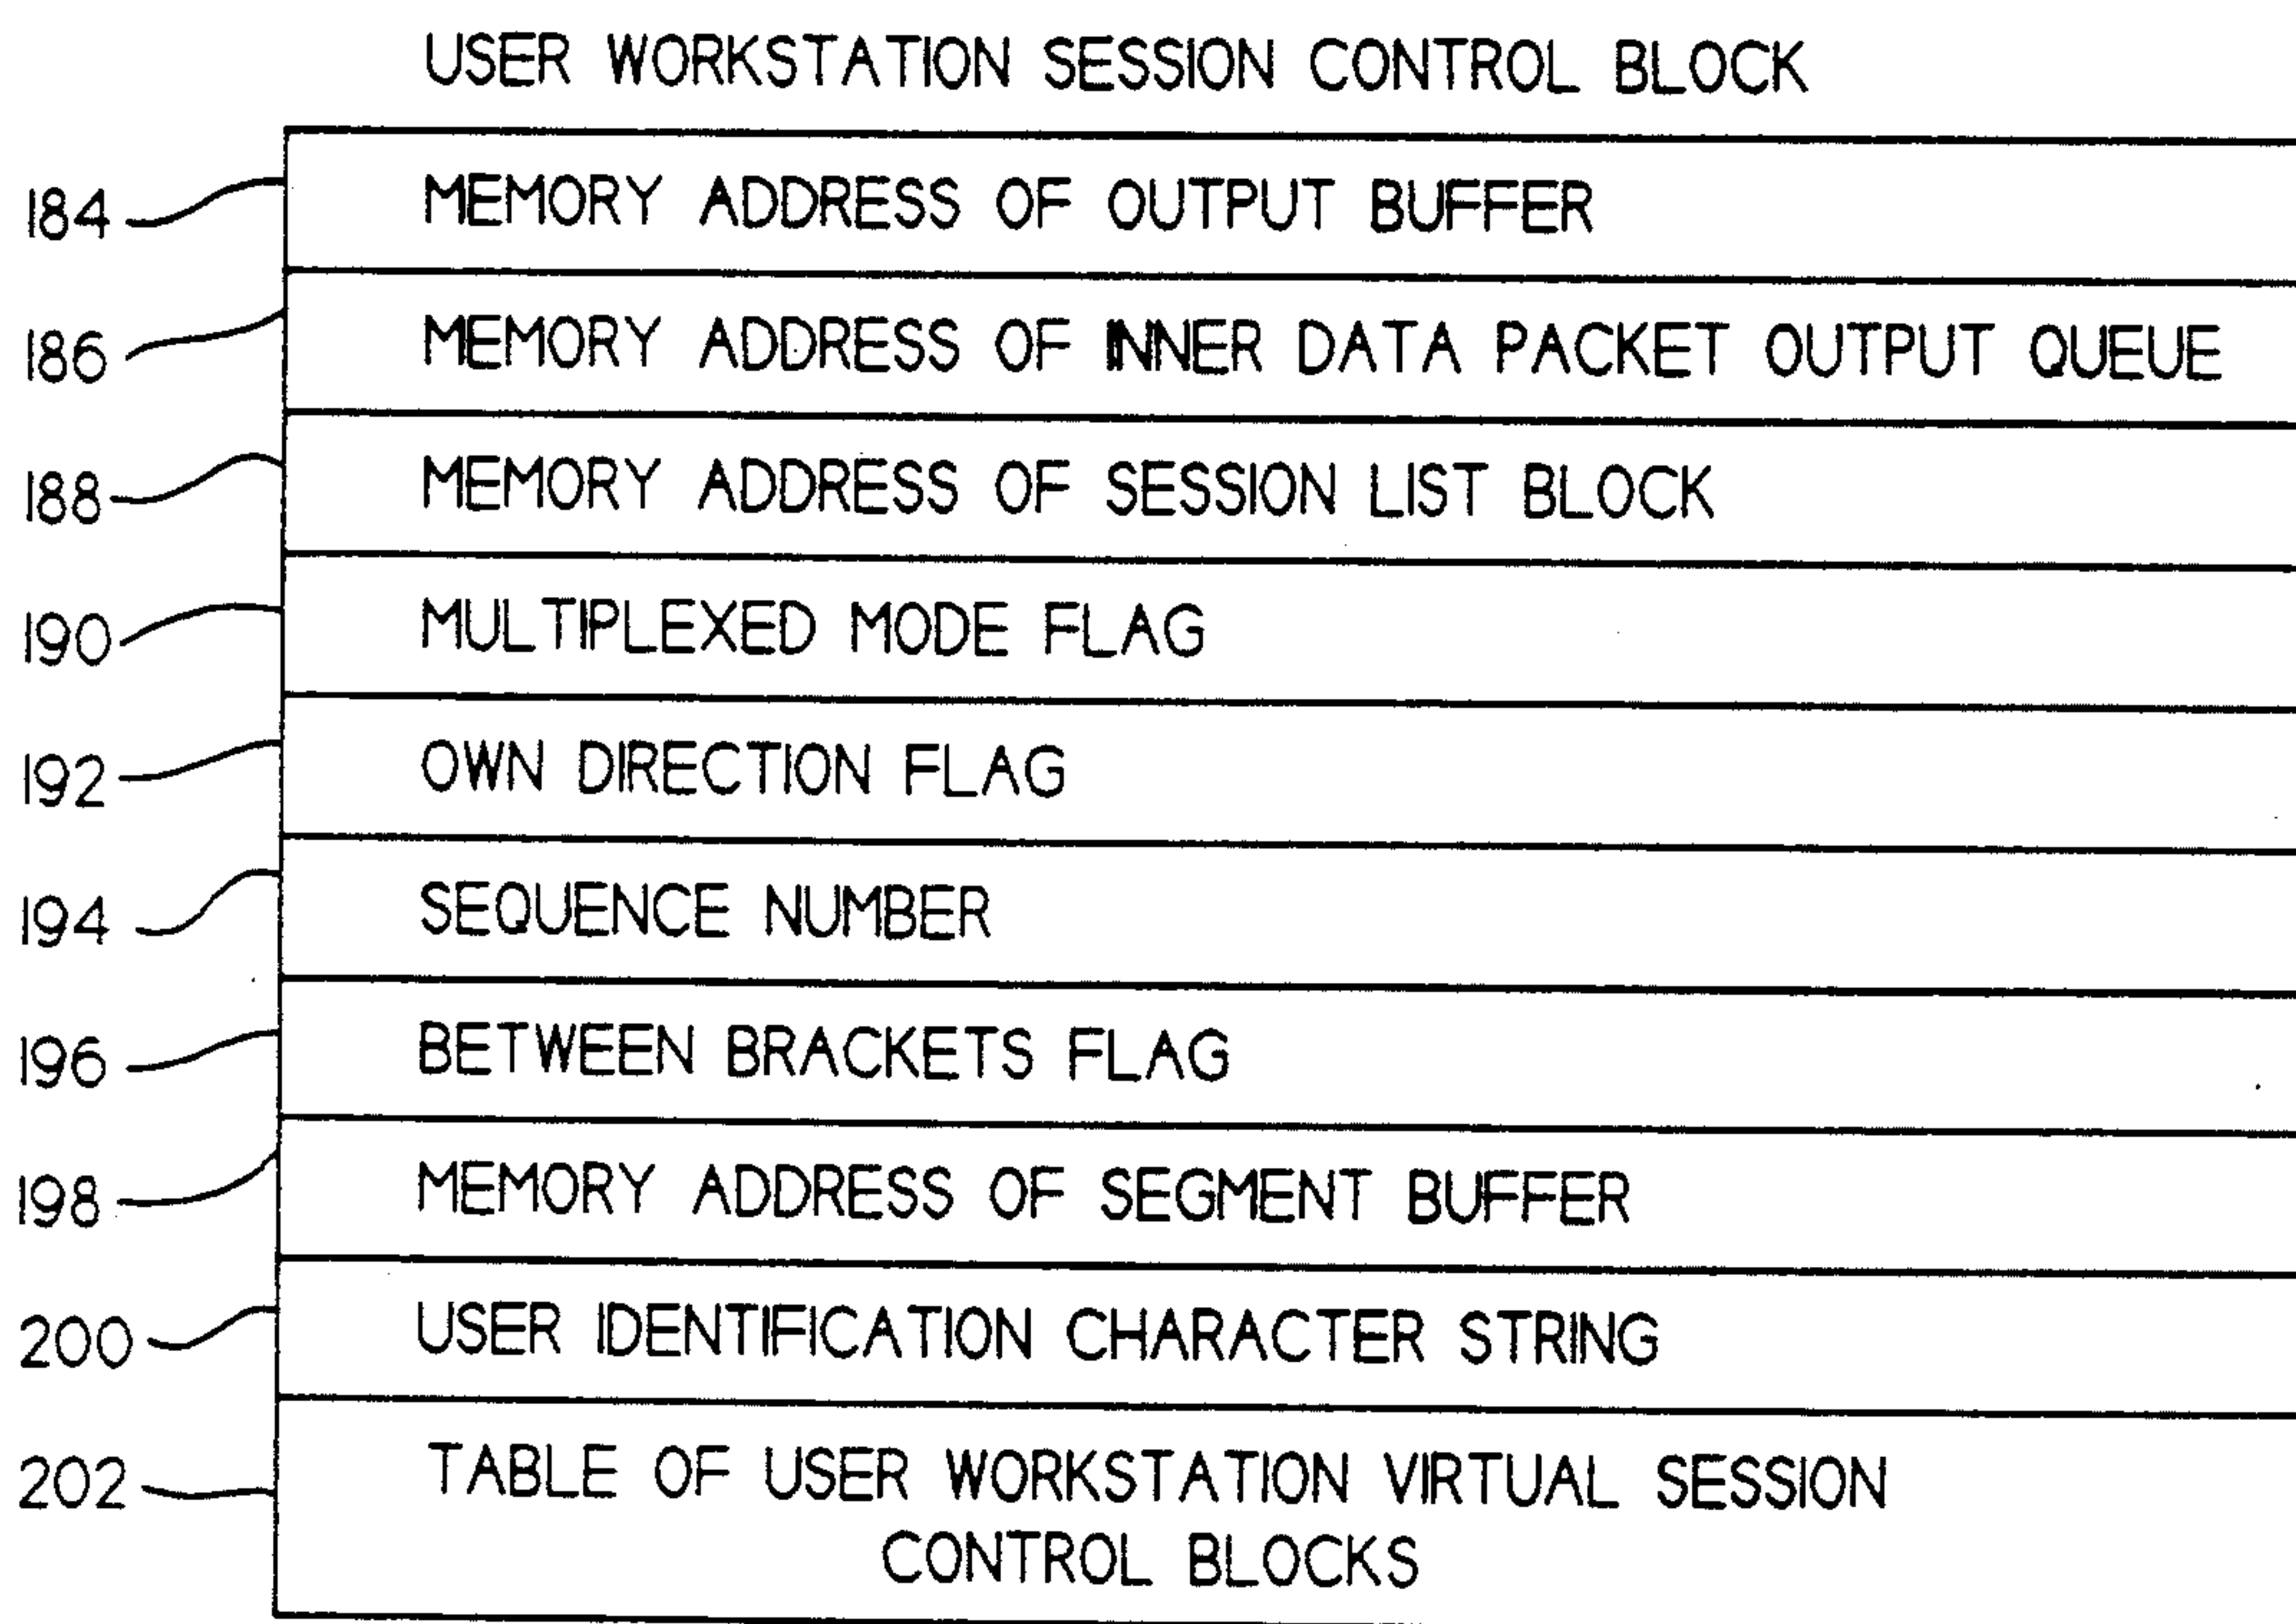 USER WORKSTATION SESSION CONTROL BLOCK
184 MEMORY ADDRESS OF OUTPUT BUFFER
186 MEMORY ADDRESS OF INNER DATA PACKET OUTPUT QUEUE
188 MEMORY ADDRESS OF SESSION LIST BLOCK
190 MULTIPLEXED MODE FLAG
192 OWN DIRECTION FLAG
194 SEQUENCE NUMBER
196 BETWEEN BRACKETS FLAG
198 MEMORY ADDRESS OF SEGMENT BUFFER
200 USER IDENTIFICATION CHARACTER STRING
202 TABLE OF USER WORKSTATION VIRTUAL SESSION
CONTROL BLOCKS